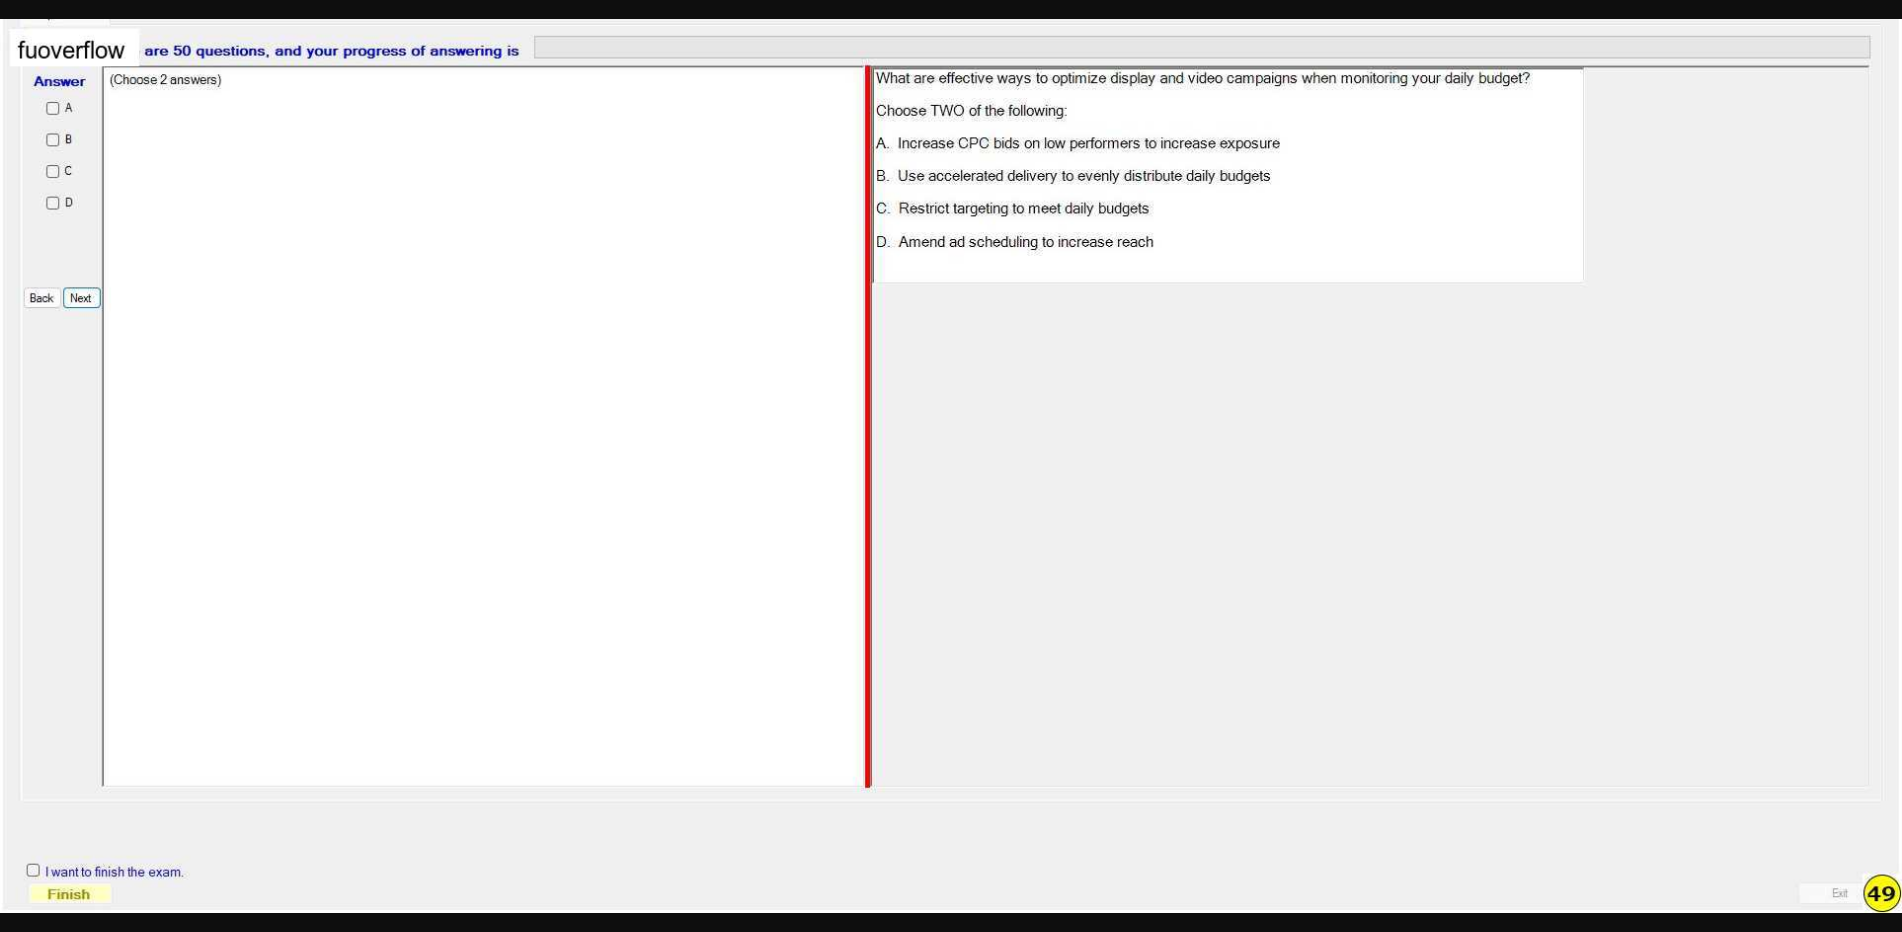 fuoverflow are 50 questions, and your progress of answering is
Answer
(Choose 2 answers)
A
B
C
D
Back Next
What are effective ways to optimize display and video campaigns when monitoring your daily budget?
Choose TWO of the following:
A. Increase CPC bids on low performers to increase exposure
B. Use accelerated delivery to evenly distribute daily budgets
C. Restrict targeting to meet daily budgets
D. Amend ad scheduling to increase reach
I want to finish the exam.
Finish
Exit
49